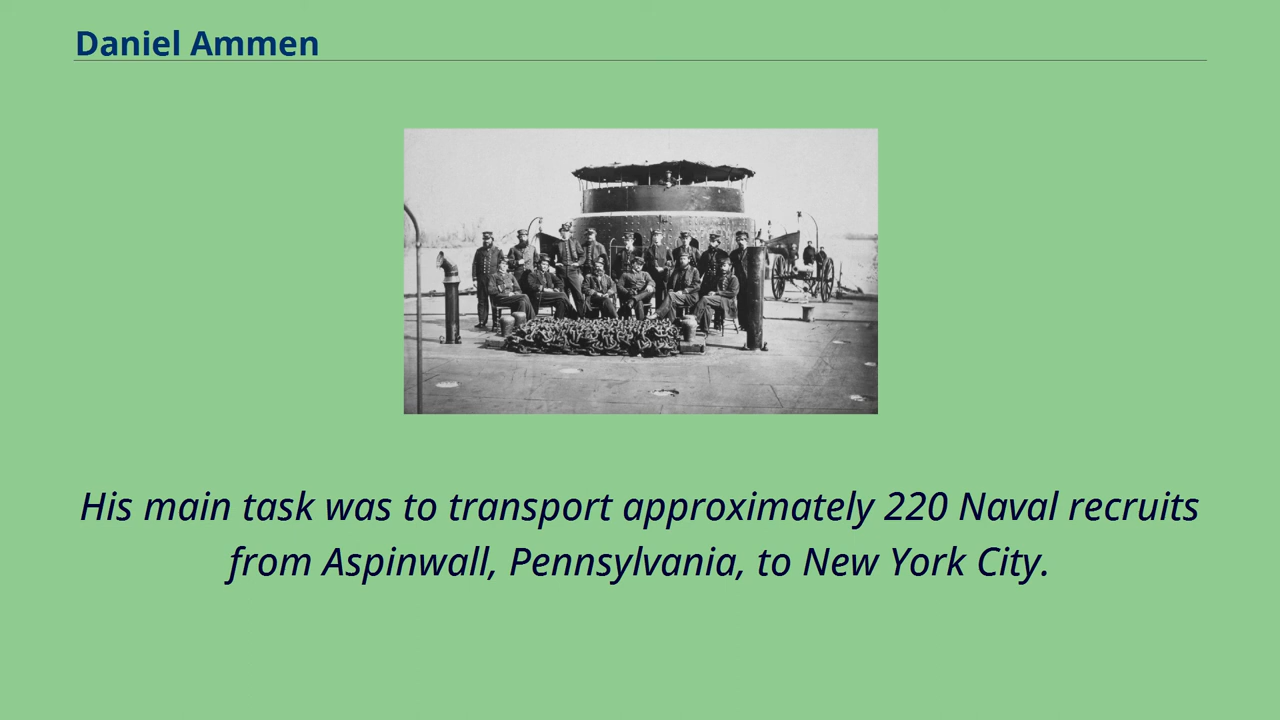 Daniel Ammen
His main task was to transport approximately 220 Naval recruits
from Aspinwall, Pennsylvania, to New York City.